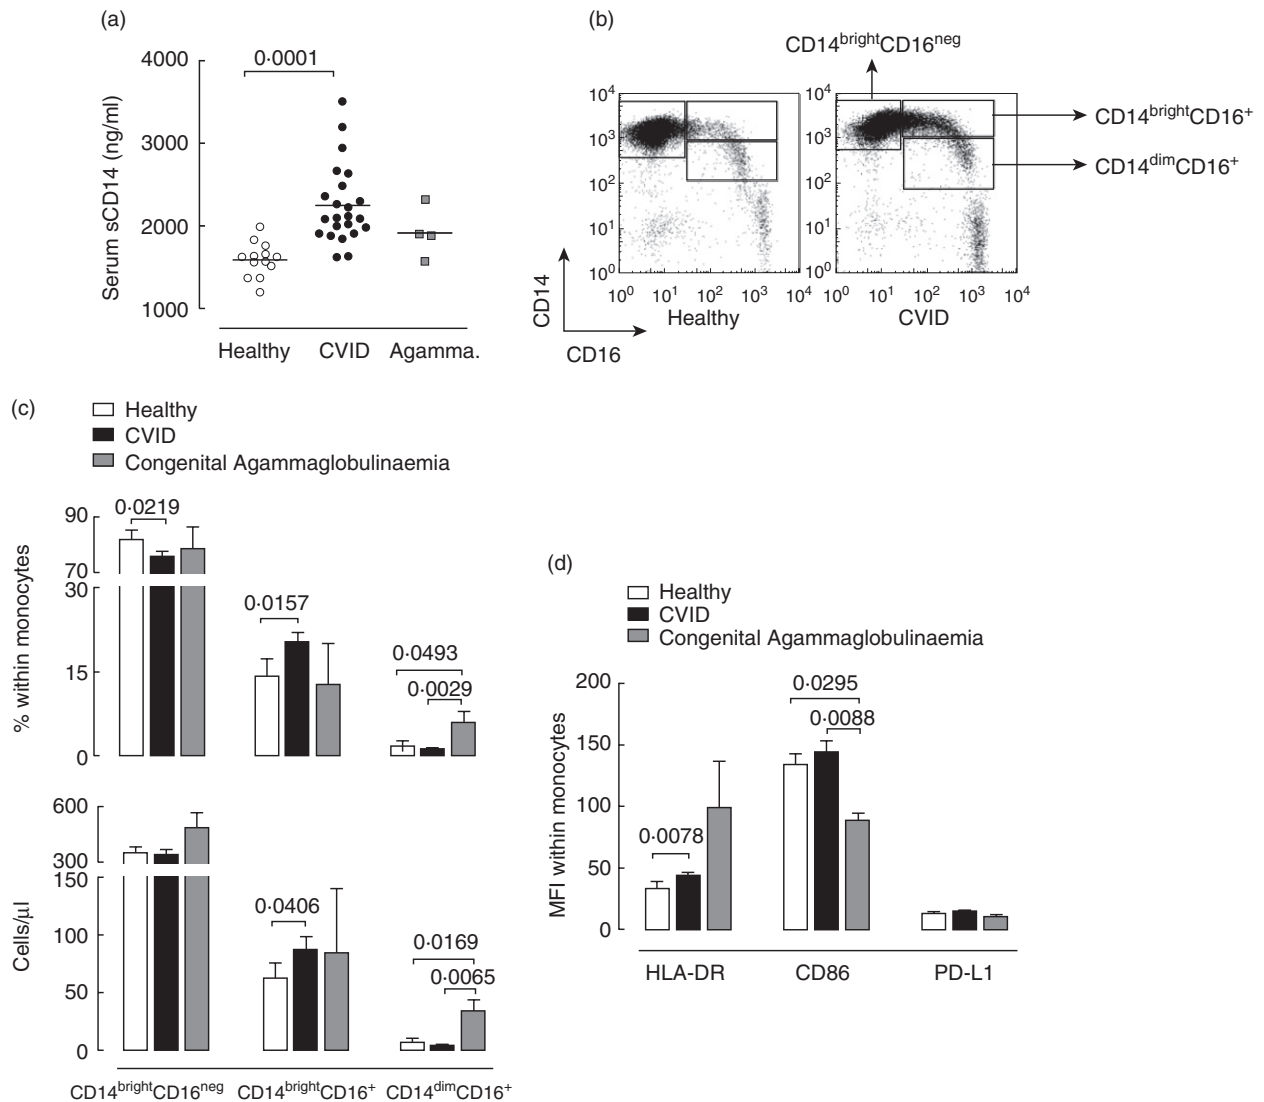 (a)
0·0001
4000
3000
2000
1000
Serum sCD14 (ng/ml)
Healthy CVID Agamma.
(b)
CD14brightCD16neg
CD14brightCD16+
CD14dimCD16+
10⁴
10³
10²
10¹
10⁰
10⁰ 10¹ 10² 10³ 10⁴
Healthy
10⁴
10³
10²
10¹
10⁰
10⁰ 10¹ 10² 10³ 10⁴
CVID
CD14
CD16
(c)
Healthy
CVID
Congenital Agammaglobulinaemia
% within monocytes
90
70
30
15
0
0·0219
0·0157
0·0493
0·0029
Cells/µl
600
300
150
100
50
0
0·0406
0·0169
0·0065
CD14brightCD16neg CD14brightCD16+ CD14dimCD16+
(d)
Healthy
CVID
Congenital Agammaglobulinaemia
MFI within monocytes
200
150
100
50
0
0·0078
0·0295
0·0088
HLA-DR CD86 PD-L1